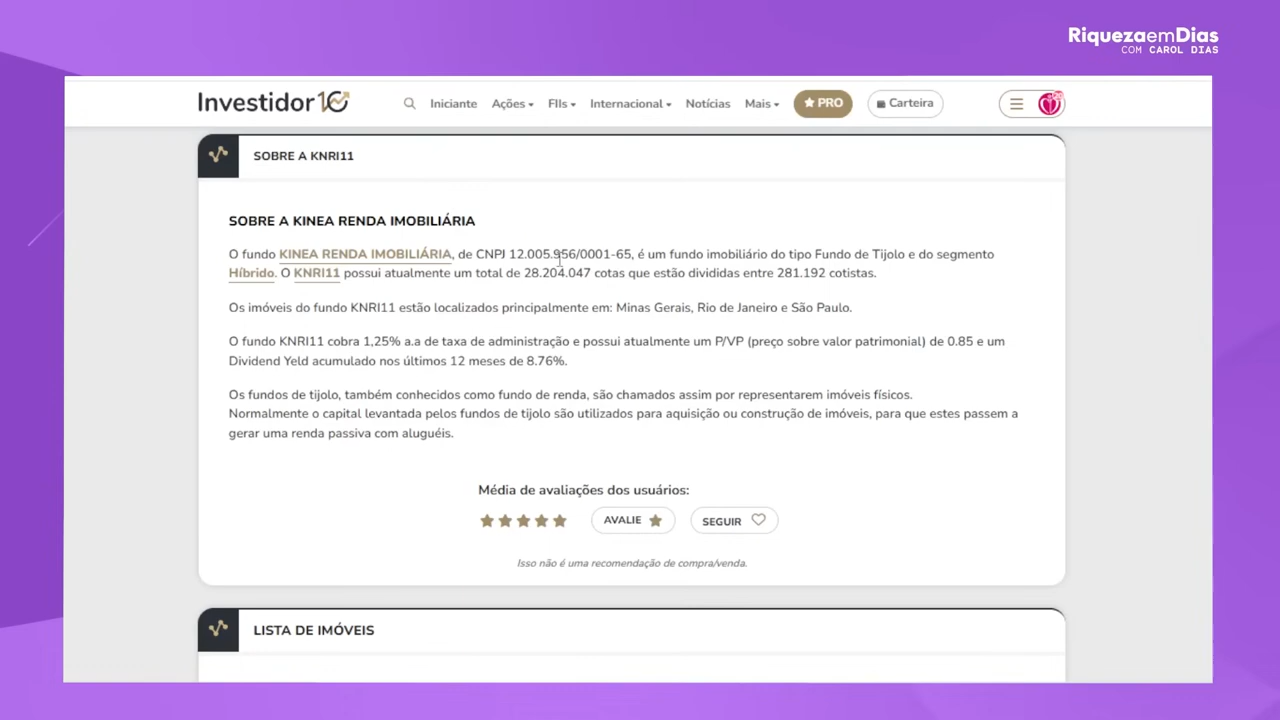 RiquezaemDias
COM CAROL DIAS
Investidor10
Iniciante Ações FIIs Internacional Notícias Mais PRO Carteira
SOBRE A KNRI11
SOBRE A KINEA RENDA IMOBILIÁRIA
O fundo KINEA RENDA IMOBILIÁRIA, de CNPJ 12.005.956/0001-65, é um fundo imobiliário do tipo Fundo de Tijolo e do segmento
Híbrido. O KNRI11 possui atualmente um total de 28.204.047 cotas que estão divididas entre 281.192 cotistas.
Os imóveis do fundo KNRI11 estão localizados principalmente em: Minas Gerais, Rio de Janeiro e São Paulo.
O fundo KNRI11 cobra 1,25% a.a de taxa de administração e possui atualmente um P/VP (preço sobre valor patrimonial) de 0.85 e um
Dividend Yeld acumulado nos últimos 12 meses de 8.76%.
Os fundos de tijolo, também conhecidos como fundo de renda, são chamados assim por representarem imóveis físicos.
Normalmente o capital levantada pelos fundos de tijolo são utilizados para aquisição ou construção de imóveis, para que estes passem a
gerar uma renda passiva com aluguéis.
Média de avaliações dos usuários:
AVALIE SEGUIR
Isso não é uma recomendação de compra/venda.
LISTA DE IMÓVEIS